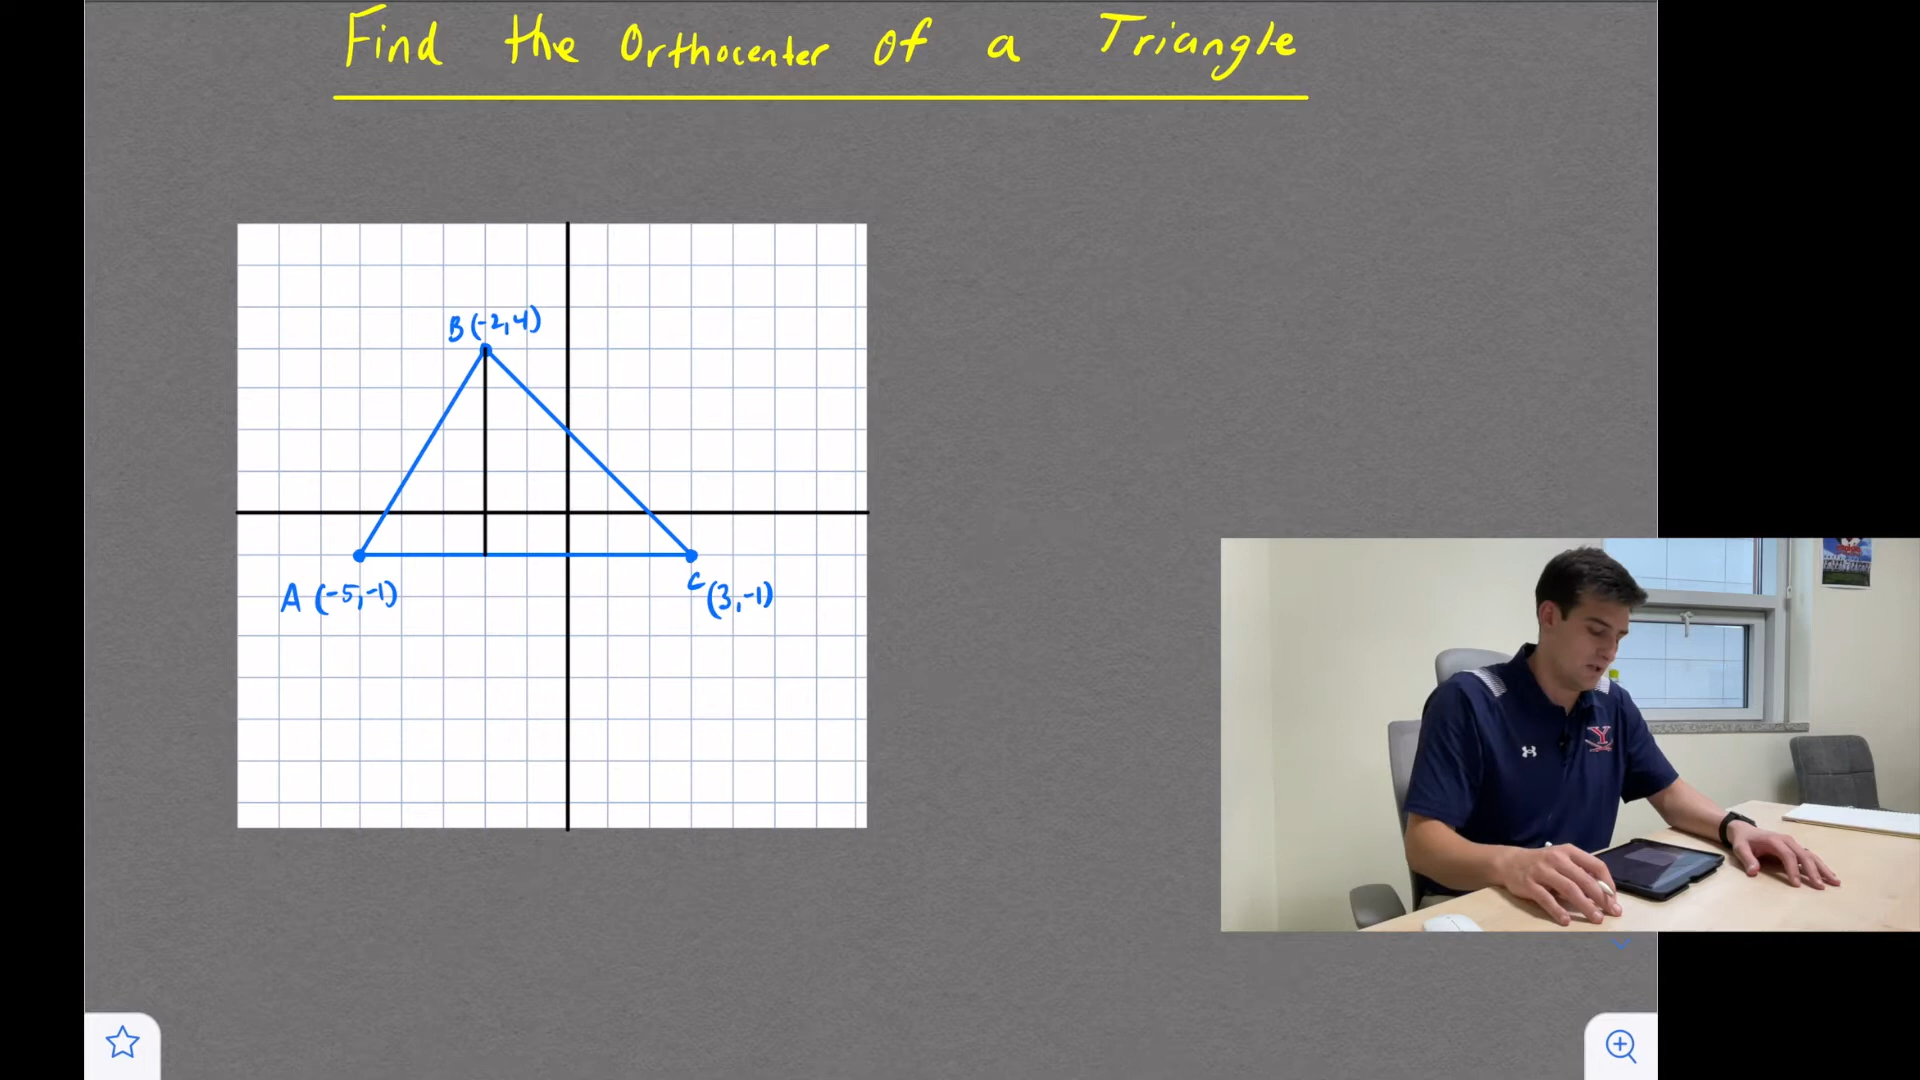 Find the Orthocenter of a Triangle
B (-2,4)
A (-5,-1)
C (3,-1)
Y